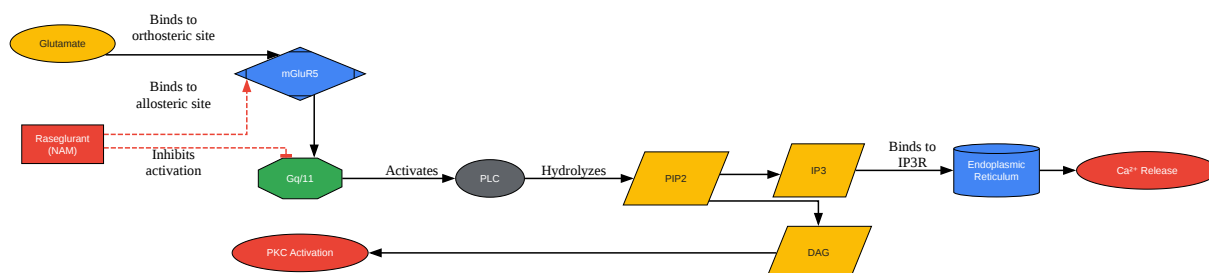 Binds to
orthosteric site
Glutamate
mGluR5
Binds to
allosteric site
Raseglurant
(NAM)
Inhibits
activation
Gq/11
Activates
PLC
Hydrolyzes
PIP2
IP3
Binds to
IP3R
Endoplasmic
Reticulum
Ca²⁺ Release
PKC Activation
DAG